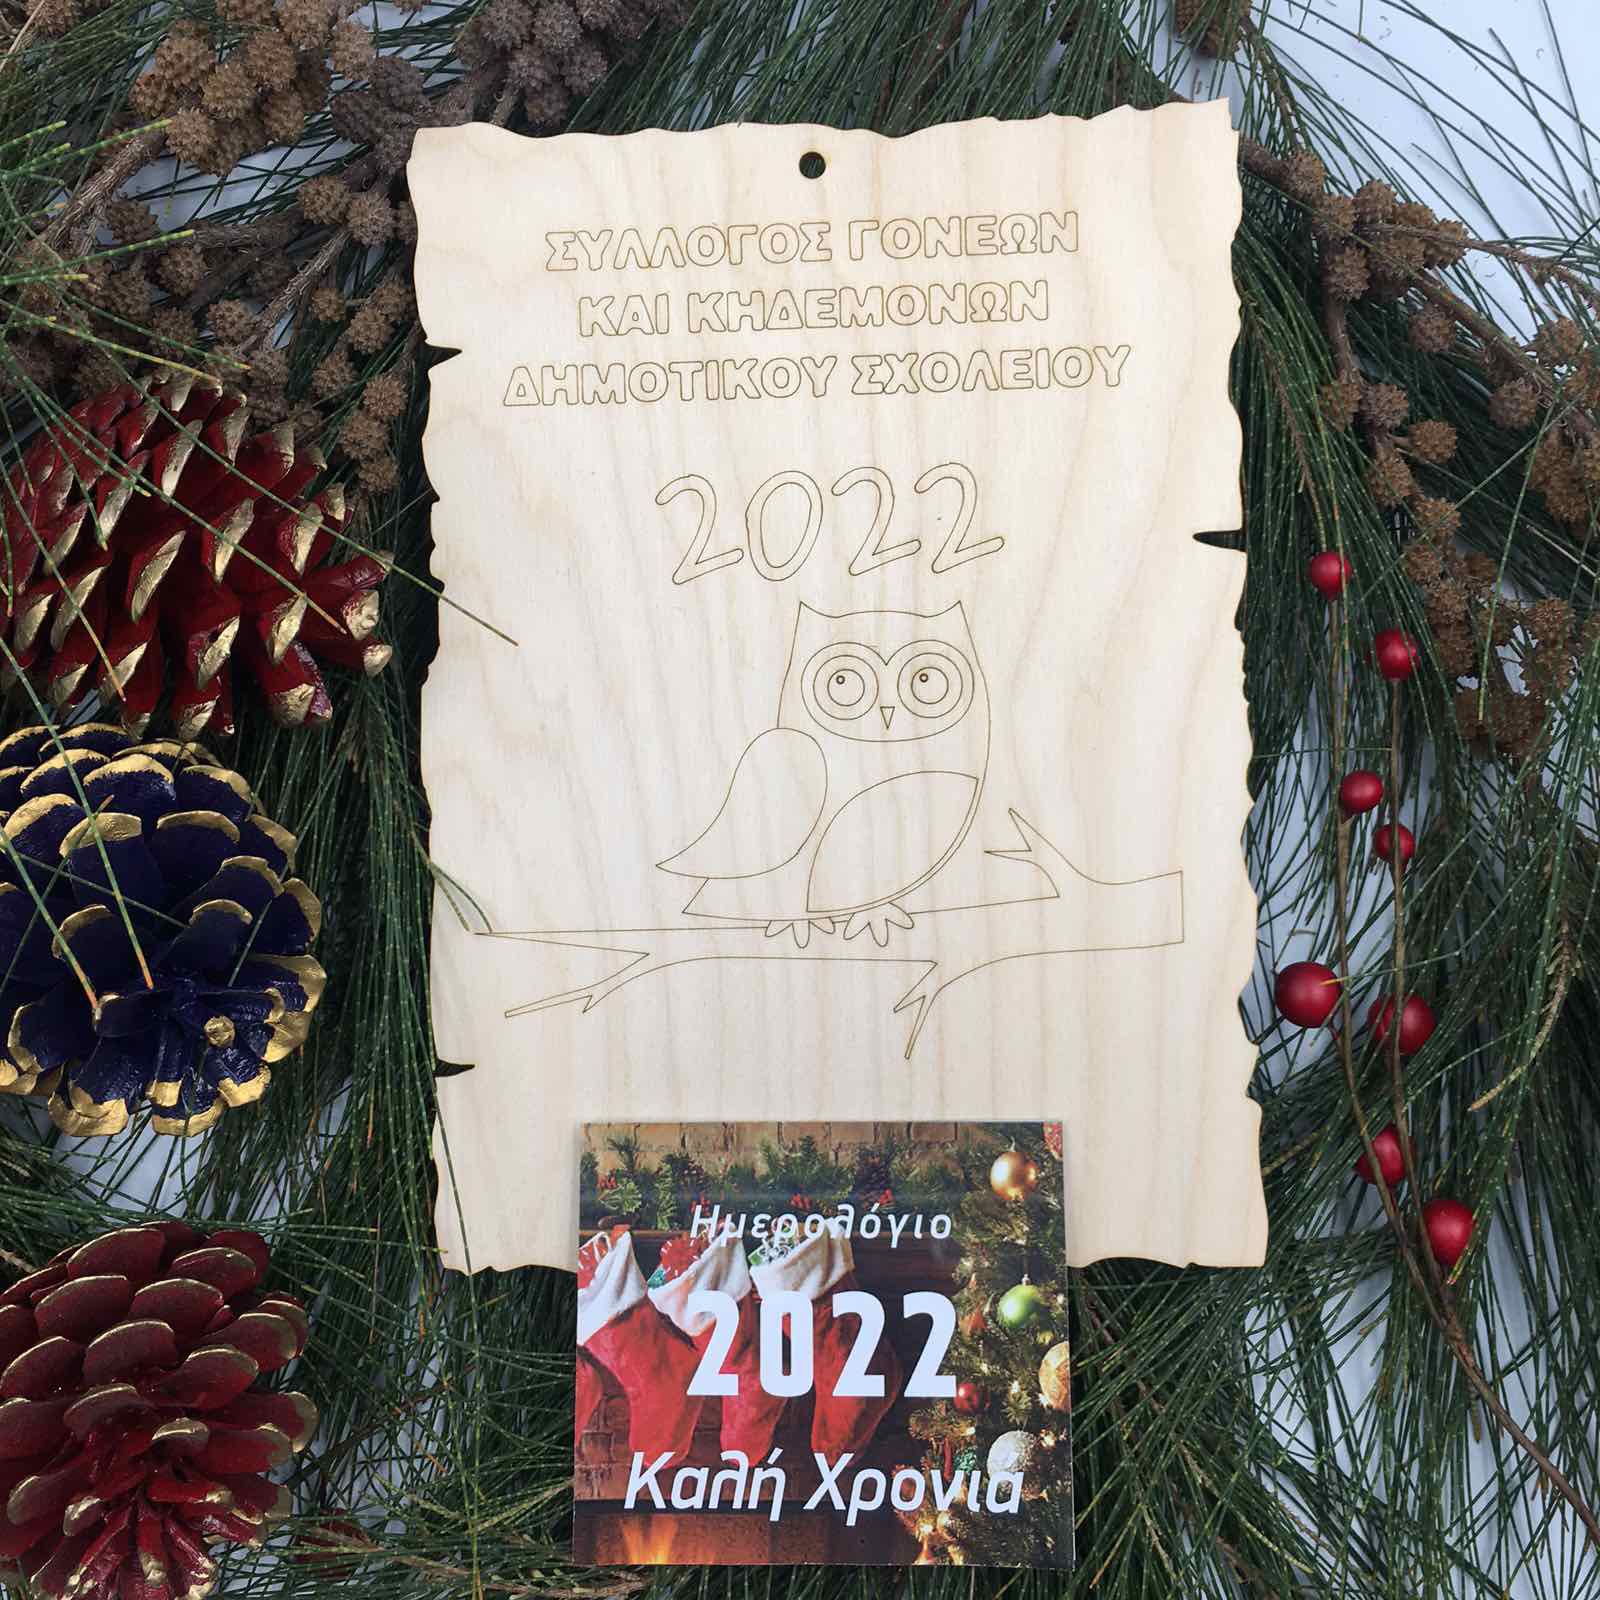 ΣΥΛΛΟΓΟΣ ΓΟΝΕΩΝ
ΚΑΙ ΚΗΔΕΜΟΝΩΝ
ΔΗΜΟΤΙΚΟΥ ΣΧΟΛΕΙΟΥ
2022
Ημερολόγιο
2022
Καλή Χρονια